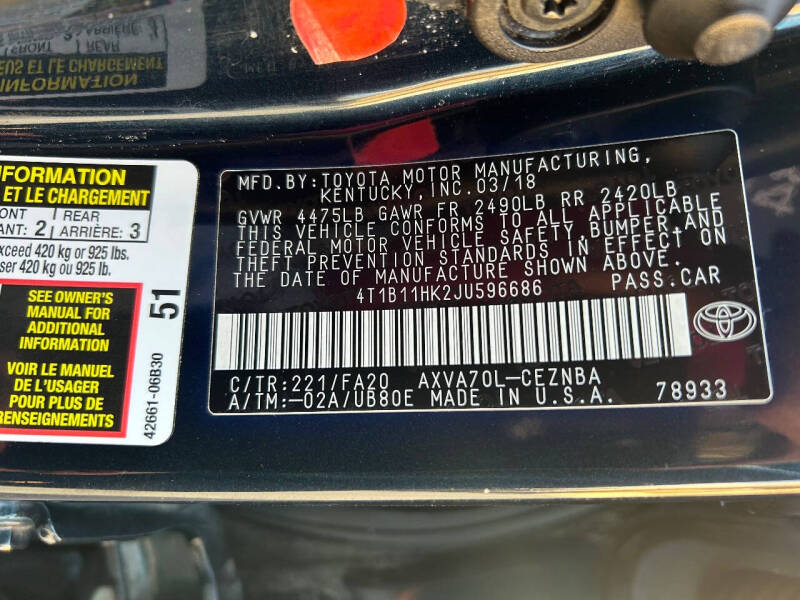 NFORMATION
ET LE CHARGEMENT
ONT | REAR
ANT: 2 | ARRIÈRE: 3
xceed 420 kg or 925 lbs.
ser 420 kg ou 925 lb.
SEE OWNER'S
MANUAL FOR
ADDITIONAL
INFORMATION
VOIR LE MANUEL
DE L'USAGER
POUR PLUS DE
RENSEIGNEMENTS
42661-06B30
51
MFD.BY:TOYOTA MOTOR MANUFACTURING,
KENTUCKY, INC.03/18
GVWR 4475LB GAWR FR 2490LB RR 2420LB
THIS VEHICLE CONFORMS TO ALL APPLICABLE
FEDERAL MOTOR VEHICLE SAFETY,BUMPER,AND
THEFT PREVENTION STANDARDS IN EFFECT ON
THE DATE OF MANUFACTURE SHOWN ABOVE.
4T1B11HK2JU596686 PASS.CAR
C/TR:221/FA20 AXVA70L-CEZNBA
A/TM:-02A/UB80E MADE IN U.S.A. 78933